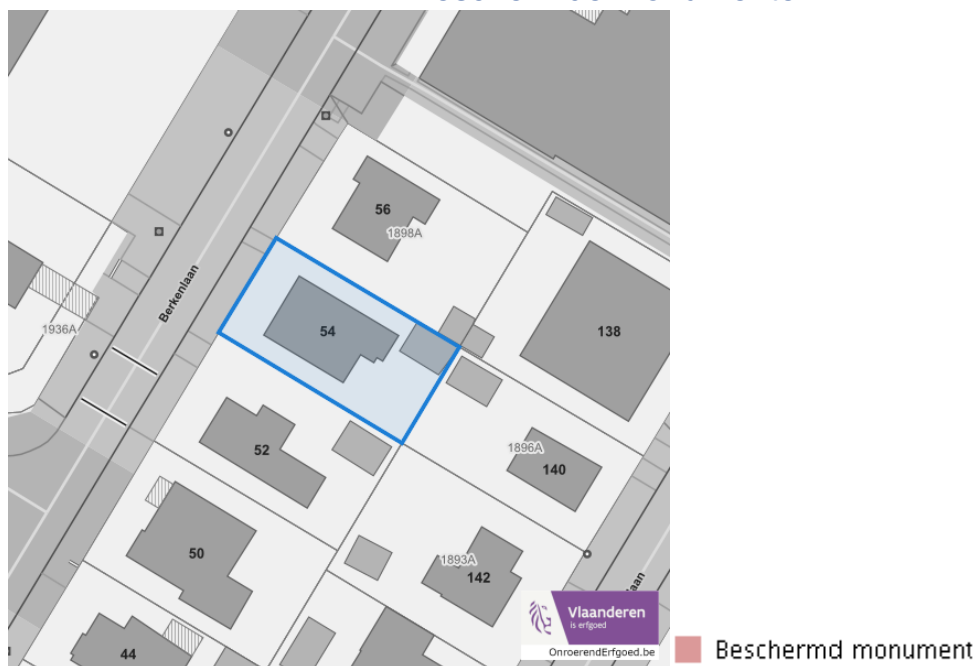 56
1898A
54
138
Berkenlaan
1936A
52
1896A
140
50
1893A
142
44
Vlaanderen
is erfgoed
OnroerendErfgoed.be
Beschermd monument